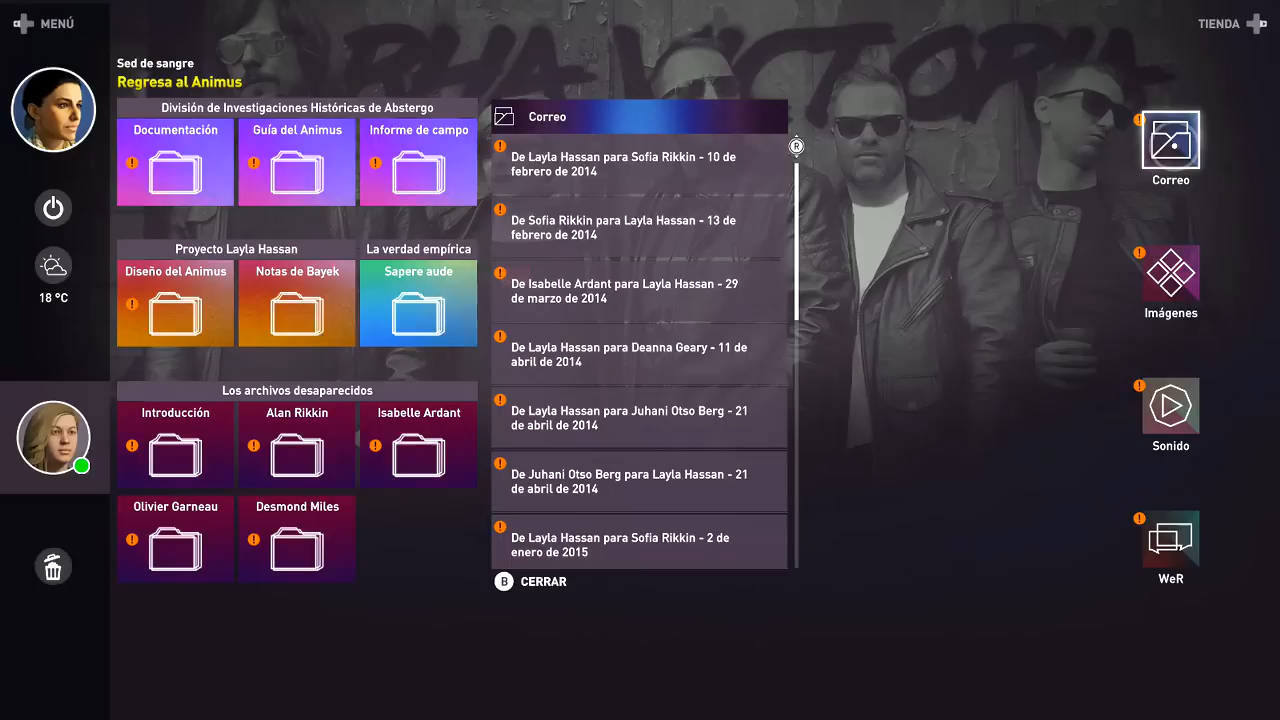 MENÚ
TIENDA
Sed de sangre
Regresa al Animus
División de Investigaciones Históricas de Abstergo
Documentación
Guía del Animus
Informe de campo
Proyecto Layla Hassan
La verdad empírica
Diseño del Animus
Notas de Bayek
Sapere aude
Los archivos desaparecidos
Introducción
Alan Rikkin
Isabelle Ardant
Olivier Garneau
Desmond Miles
18 °C
Correo
De Layla Hassan para Sofía Rikkin - 10 de
febrero de 2014
De Sofía Rikkin para Layla Hassan - 13 de
febrero de 2014
De Isabelle Ardant para Layla Hassan - 29
de marzo de 2014
De Layla Hassan para Deanna Geary - 11 de
abril de 2014
De Layla Hassan para Juhani Otso Berg - 21
de abril de 2014
De Juhani Otso Berg para Layla Hassan - 21
de abril de 2014
De Layla Hassan para Sofía Rikkin - 2 de
enero de 2015
R
B CERRAR
Correo
Imágenes
Sonido
WeR